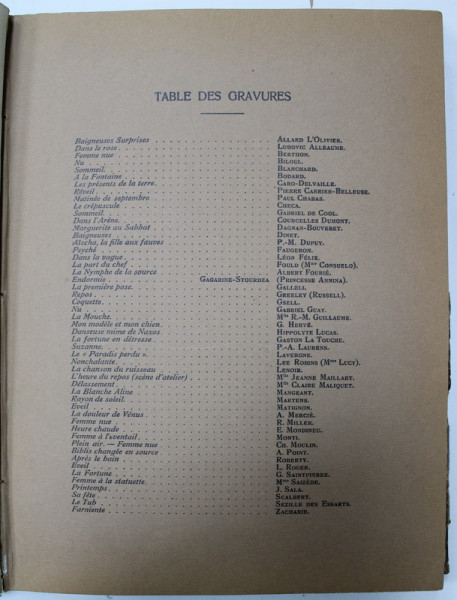 TABLE DES GRAVURES
Baigneuses Surprises . . . ALLARD L'OLIVIER.
Dans la rose . . . LUDOVIC ALLEAUME.
Femme nue . . . BERTHON.
Nu . . . BILOUL.
Sommeil . . . BLANCHARD.
A la Fontaine . . . BODARD.
Les présents de la terre . . . CARO-DELVAILLE.
Réveil . . . PIERRE CARRIER-BELLEUSE.
Matinée de septembre . . . PAUL CHABAS.
Le crépuscule . . . CHECA.
Sommeil . . . GABRIEL DE COOL.
Dans l'Arène . . . COURCELLES DUMONT.
Marguerite au Sabbat . . . DAGNAN-BOUVERET.
Baigneuses . . . DINET.
Aïscha, la fille aux fauves . . . P.-M. DUPUY.
Psyché . . . FAUGERON.
Dans la vague . . . LÉON FÉLIX.
La part du chef . . . FOULD (Mme CONSUELO).
La Nymphe de la source . . . ALBERT FOURIÉ.
Endormie . . . GAGARINE-STOURDZA (PRINCESSE ANNINA).
La première pose . . . GALLELLI.
Repos . . . GREELEY (RUSSELL).
Coquette . . . GSELL.
Nu . . . GABRIEL GUAY.
La Mouche . . . Mlle R.-M. GUILLAUME.
Mon modèle et mon chien . . . G. HERVÉ.
Danseuse naine de Naxos . . . HIPPOLYTE LUCAS.
La fortune en détresse . . . GASTON LA TOUCHE.
Suzanne . . . P.-A. LAURENS.
Le « Paradis perdu » . . . LAVERGNE.
Nonchalante . . . LEE ROBINS (Mme LUCY).
La chanson du ruisseau . . . LENOIR.
L'heure du repos (scène d'atelier) . . . Mlle JEANNE MAILLART.
Délassement . . . Mlle CLAIRE MALIQUET.
La Blanche Aline . . . MANGEANT.
Rayon de soleil . . . MARTENS.
Eveil . . . MATIGNON.
La douleur de Vénus . . . A. MERCIÉ.
Femme nue . . . R. MILLER.
Heure chaude . . . E. MONDINEU.
Femme à l'éventail . . . MONTI.
Plein air. — Femme nue . . . CH. MOULIN.
Biblis changée en source . . . A. POINT.
Après le bain . . . ROBERTY.
Eveil . . . L. ROGER.
La Fortune . . . G. SAINTPIERRE.
Femme à la statuette . . . Mme SAIZÈDE.
Printemps . . . J. SALA.
Sa fête . . . SCALBERT.
Le Tub . . . SEZILLE DES ESSARTS.
Farniente . . . ZACHARIE.